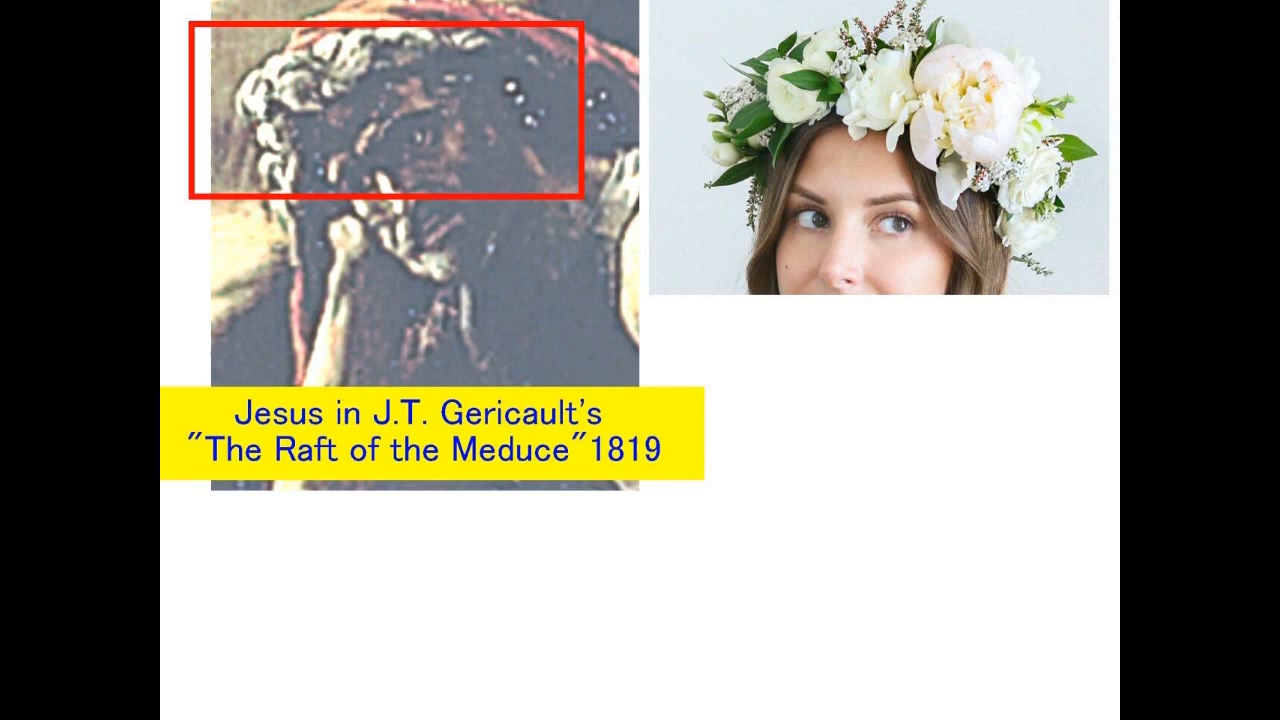 Jesus in J.T. Gericault's
"The Raft of the Meduce"1819